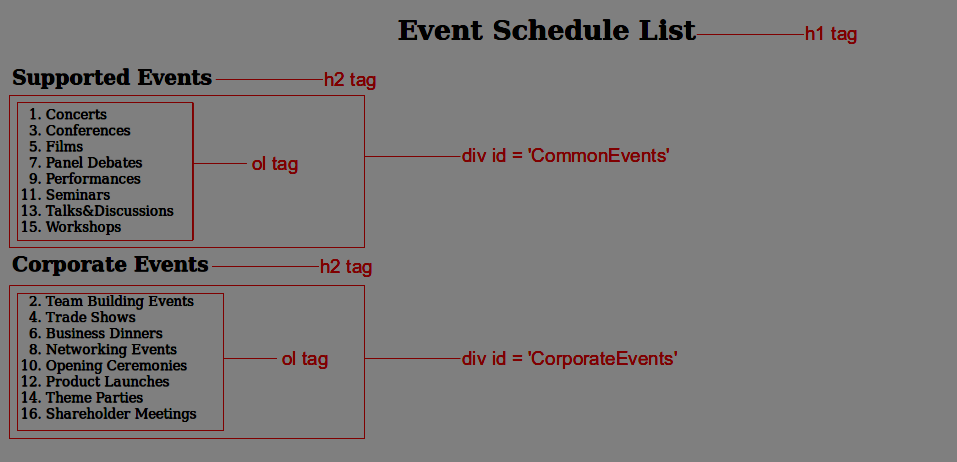 Event Schedule List h1 tag
Supported Events h2 tag
1. Concerts
3. Conferences
5. Films
7. Panel Debates
9. Performances
11. Seminars
13. Talks&Discussions
15. Workshops
ol tag
div id = 'CommonEvents'
Corporate Events h2 tag
2. Team Building Events
4. Trade Shows
6. Business Dinners
8. Networking Events
10. Opening Ceremonies
12. Product Launches
14. Theme Parties
16. Shareholder Meetings
ol tag
div id = 'CorporateEvents'